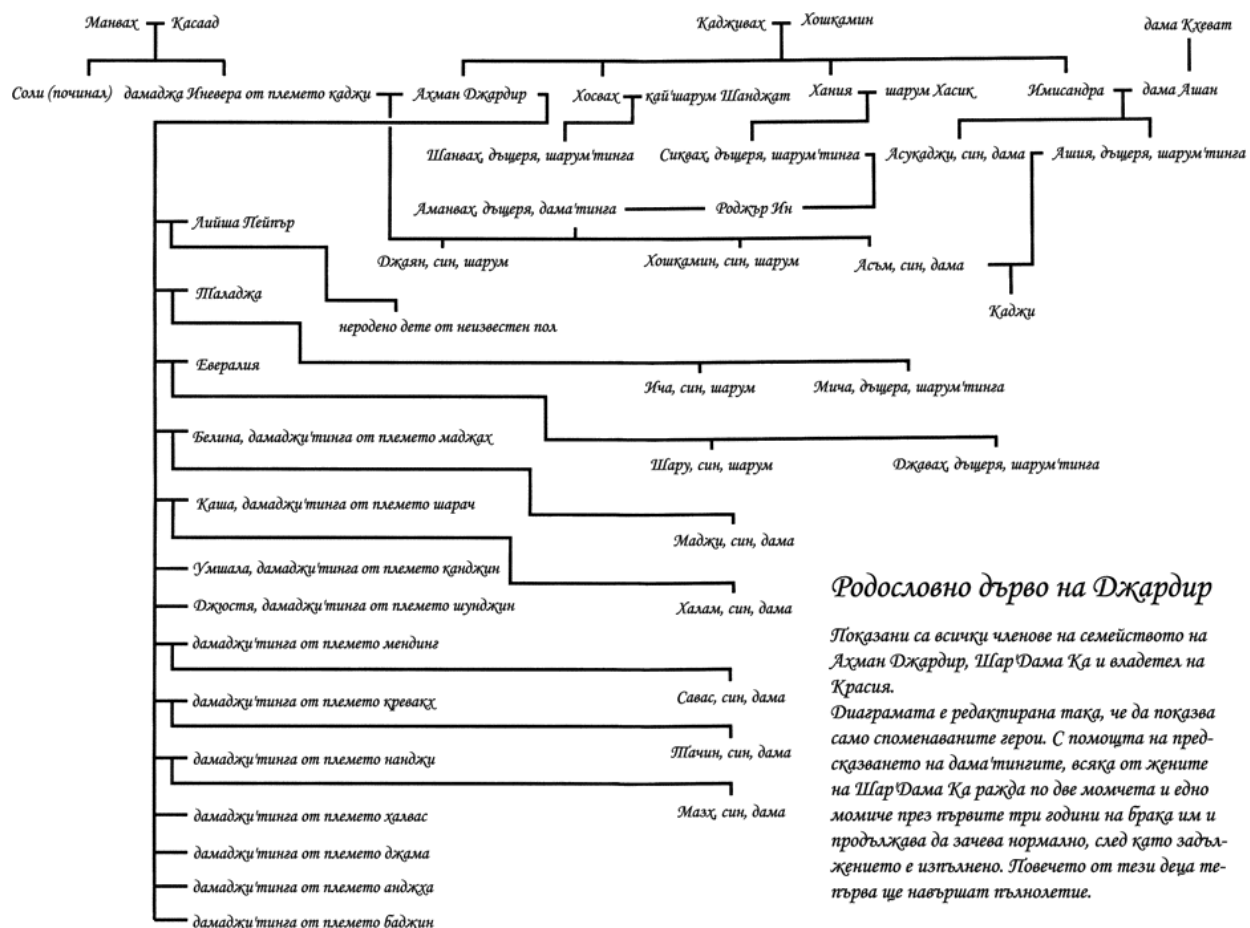 Манвах Касаад Кадживах Хошкамин дама Кхеват
Соли (починал) дамаджа Иневера от племето каджи Ахман Джардир Хосвах кай'шарум Шанджат Хания шарум Хасик Имисандра дама Ашан
Шанвах, дъщеря, шарум'тинга Сиквах, дъщеря, шарум'тинга Асукаджи, син, дама Ашия, дъщеря, шарум'тинга
Аманвах, дъщеря, дама'тинга Роджър Ин
Лийша Пейпър
Джаян, син, шарум Хошкамин, син, шарум Асъм, син, дама
Таладжа
Каджи
неродено дете от неизвестен пол
Евералия
Ича, син, шарум Мича, дъщера, шарум'тинга
Белина, дамаджи'тинга от племето маджах
Шару, син, шарум Джавах, дъщеря, шарум'тинга
Каша, дамаджи'тинга от племето шарач
Маджи, син, дама
Умшала, дамаджи'тинга от племето канджин
Джюстя, дамаджи'тинга от племето шунджин
Халам, син, дама
дамаджи'тинга от племето мендинг
Савас, син, дама
дамаджи'тинга от племето кревакх
Тачин, син, дама
дамаджи'тинга от племето нанджи
Мазх, син, дама
дамаджи'тинга от племето халвас
дамаджи'тинга от племето джама
дамаджи'тинга от племето анджха
дамаджи'тинга от племето баджин
Родословно дърво на Джардир
Показани са всички членове на семейството на
Ахман Джардир, Шар'Дама Ка и владетел на
Красия.
Диаграмата е редактирана така, че да показва
само споменаваните герои. С помощта на пред-
сказването на дама'тингите, всяка от жените
на Шар'Дама Ка ражда по две момчета и едно
момиче през първите три години на брака им и
продължава да зачева нормално, след като задъл-
жението е изпълнено. Повечето от тези деца те-
първа ще навършат пълнолетие.